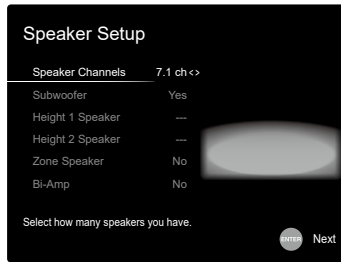 Speaker Setup
Speaker Channels 7.1 ch <>
Subwoofer Yes
Height 1 Speaker ---
Height 2 Speaker ---
Zone Speaker No
Bi-Amp No
Select how many speakers you have.
ENTER Next